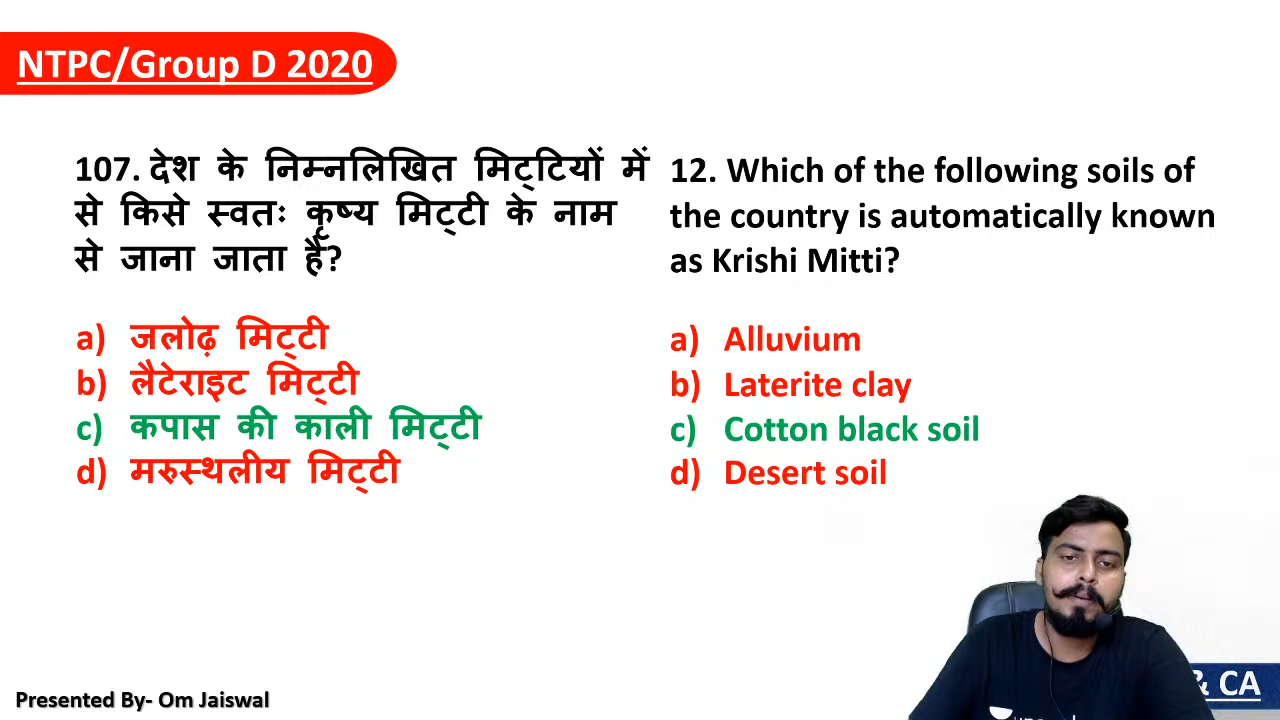 NTPC/Group D 2020
107. देश के निम्नलिखित मिट्टियों में
से किसे स्वतः कृष्य मिट्टी के नाम
से जाना जाता है?
a) जलोढ़ मिट्टी
b) लैटेराइट मिट्टी
c) कपास की काली मिट्टी
d) मरुस्थलीय मिट्टी
12. Which of the following soils of
the country is automatically known
as Krishi Mitti?
a) Alluvium
b) Laterite clay
c) Cotton black soil
d) Desert soil
& CA
Presented By- Om Jaiswal